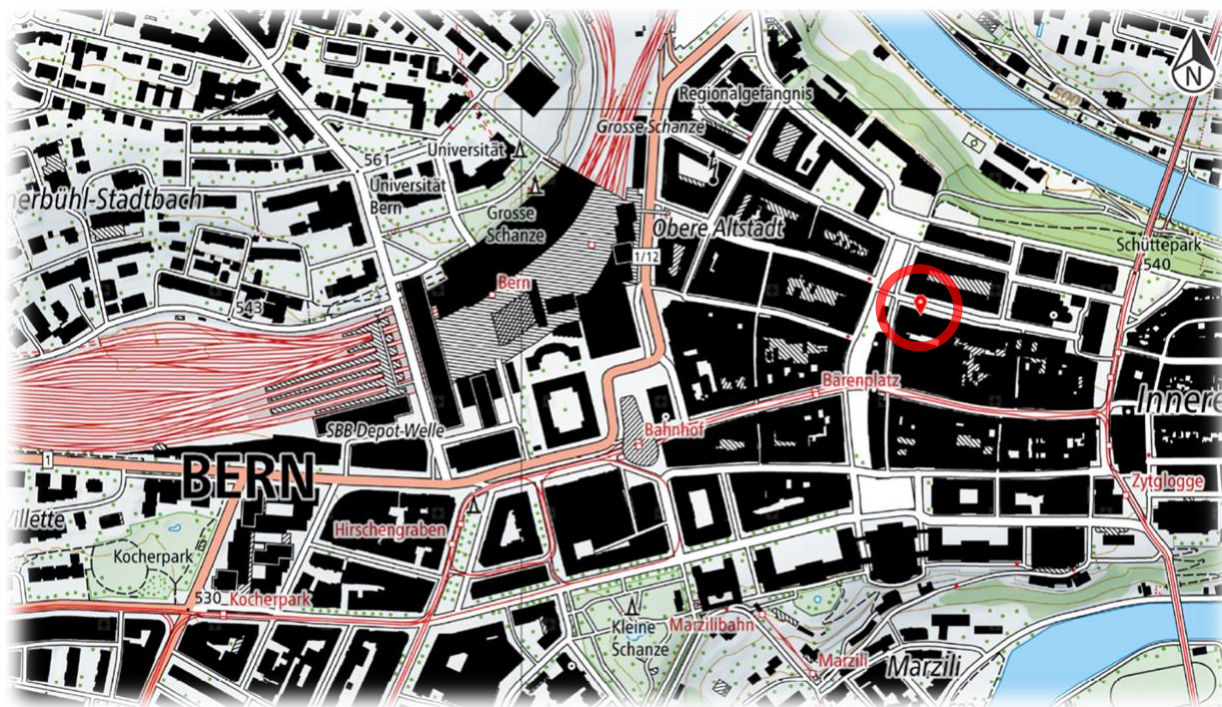 N
Regionalgefängnis
600
Grosse Schanze
561
Universität
Universität
Bern
erbühl-Stadtbach
Grosse
Schanze
Obere Altstadt
1/12
Schüttepark
540
Bern
543
Bärenplatz
Innere
Bahnhof
SBB Depot-Welle
1
BERN
Zytglogge
illette
Hirschengraben
Kocherpark
530
Kocherpark
Kleine
Schanze
Marzilibahn
Marzili
Marzili